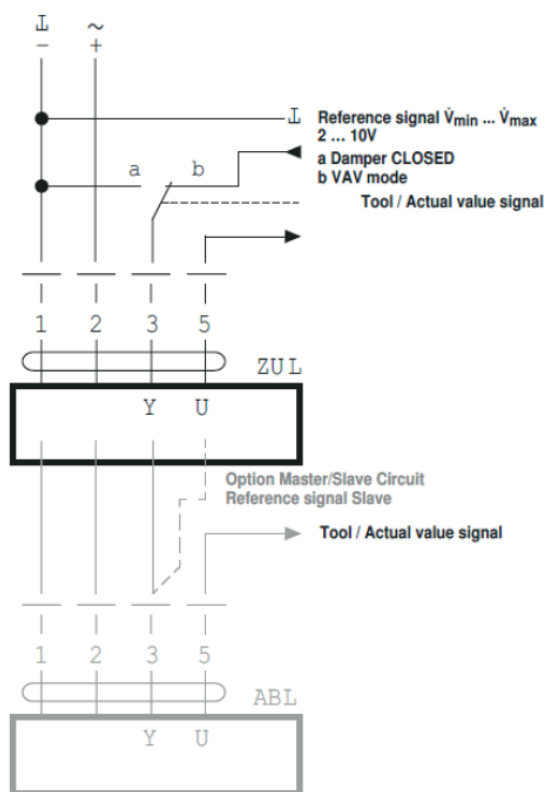 ⊥ ~
- +
⊥ Reference signal V̇min ... V̇max
2 ... 10V
a b
a Damper CLOSED
b VAV mode
Tool / Actual value signal
1 2 3 5
ZUL
Y U
Option Master/Slave Circuit
Reference signal Slave
Tool / Actual value signal
1 2 3 5
ABL
Y U